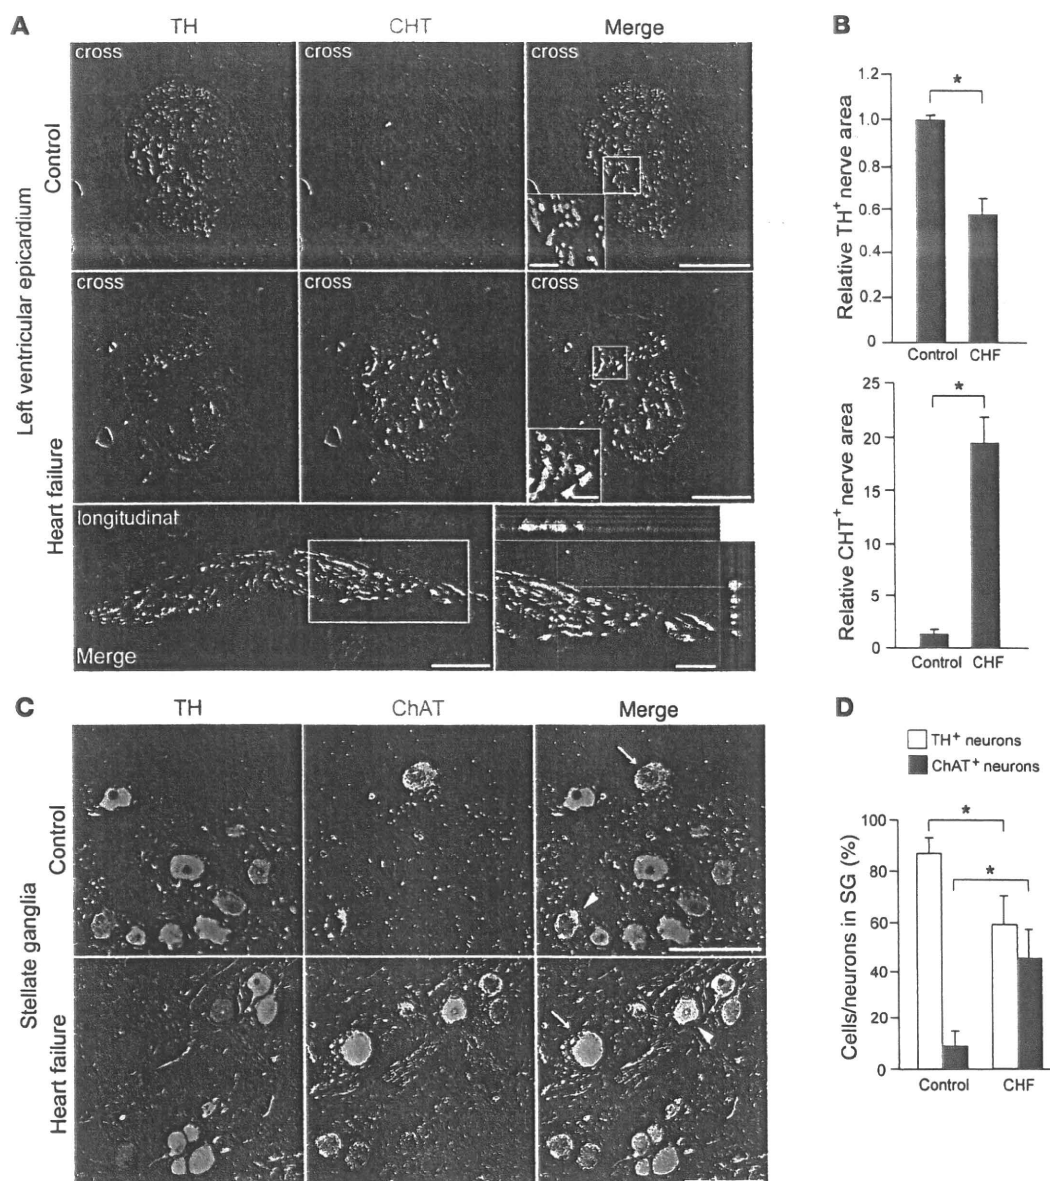 A
TH
CHT
Merge
Left ventricular epicardium
Control
cross
cross
cross
Heart failure
cross
cross
cross
longitudinal
Merge
B
Relative TH+ nerve area
1.2
1.0
0.8
0.6
0.4
0.2
0
*
Control
CHF
Relative CHT+ nerve area
25
20
15
10
5
0
*
Control
CHF
C
TH
ChAT
Merge
Stellate ganglia
Control
Heart failure
D
TH+ neurons
ChAT+ neurons
Cells/neurons in SG (%)
100
80
60
40
20
0
*
*
Control
CHF